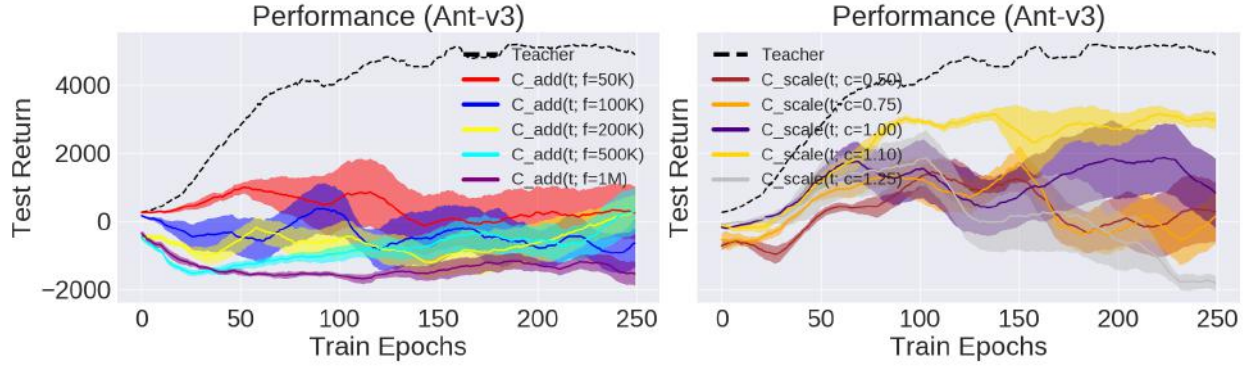 Performance (Ant-v3)
Test Return
4000
2000
0
−2000
Teacher
C_add(t; f=50K)
C_add(t; f=100K)
C_add(t; f=200K)
C_add(t; f=500K)
C_add(t; f=1M)
0
50
100
150
200
250
Train Epochs
Performance (Ant-v3)
Test Return
Teacher
C_scale(t; c=0.50)
C_scale(t; c=0.75)
C_scale(t; c=1.00)
C_scale(t; c=1.10)
C_scale(t; c=1.25)
0
50
100
150
200
250
Train Epochs